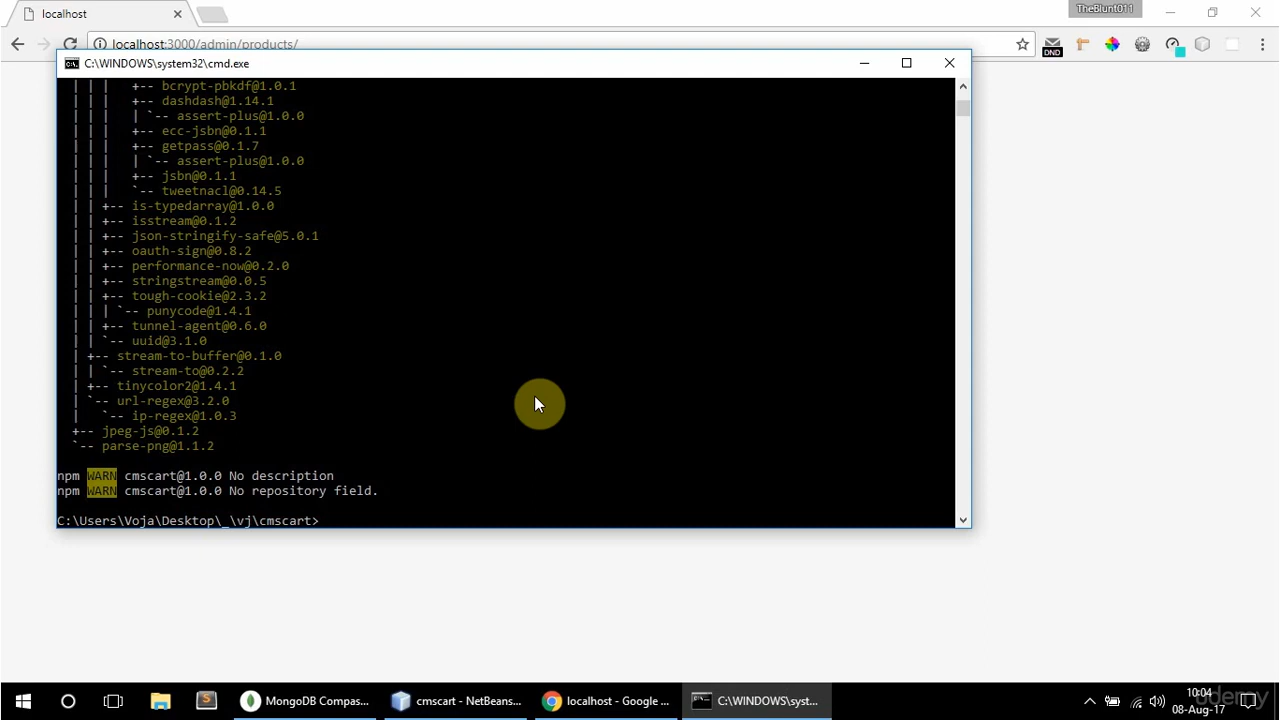 localhost
TheBlunt011
localhost:3000/admin/products/
DND
C:\WINDOWS\system32\cmd.exe
C:\.
| | |   +-- bcrypt-pbkdf@1.0.1
| | |   +-- dashdash@1.14.1
| | |   | `-- assert-plus@1.0.0
| | |   +-- ecc-jsbn@0.1.1
| | |   +-- getpass@0.1.7
| | |   | `-- assert-plus@1.0.0
| | |   +-- jsbn@0.1.1
| | |   `-- tweetnacl@0.14.5
| | +-- is-typedarray@1.0.0
| | +-- isstream@0.1.2
| | +-- json-stringify-safe@5.0.1
| | +-- oauth-sign@0.8.2
| | +-- performance-now@0.2.0
| | +-- stringstream@0.0.5
| | +-- tough-cookie@2.3.2
| | | `-- punycode@1.4.1
| | +-- tunnel-agent@0.6.0
| | `-- uuid@3.1.0
| +-- stream-to-buffer@0.1.0
| | `-- stream-to@0.2.2
| +-- tinycolor2@1.4.1
| `-- url-regex@3.2.0
|   `-- ip-regex@1.0.3
+-- jpeg-js@0.1.2
`-- parse-png@1.1.2
npm WARN cmscart@1.0.0 No description
npm WARN cmscart@1.0.0 No repository field.
C:\Users\Voja\Desktop\_\vj\cmscart>
MongoDB Compas...
cmscart - NetBeans...
localhost - Google ...
C:\WINDOWS\syst...
10:04
08-Aug-17
udemy